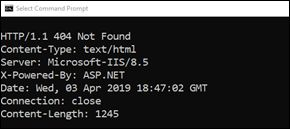 Select Command Prompt
HTTP/1.1 404 Not Found
Content-Type: text/html
Server: Microsoft-IIS/8.5
X-Powered-By: ASP.NET
Date: Wed, 03 Apr 2019 18:47:02 GMT
Connection: close
Content-Length: 1245